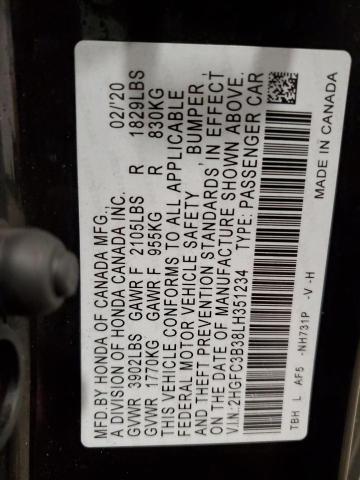 MFD. BY HONDA OF CANADA MFG., 02/'20
A DIVISION OF HONDA CANADA INC.
GVWR 3902LBS GAWR F 2105LBS R 1829LBS
GVWR 1770KG GAWR F 955KG R 830KG
THIS VEHICLE CONFORMS TO ALL APPLICABLE
FEDERAL MOTOR VEHICLE SAFETY, BUMPER,
AND THEFT PREVENTION STANDARDS IN EFFECT
ON THE DATE OF MANUFACTURE SHOWN ABOVE.
V.I.N.:2HGFC3B38LH351234 TYPE: PASSENGER CAR
TBH L AF5 -NH731P -V -H
MADE IN CANADA